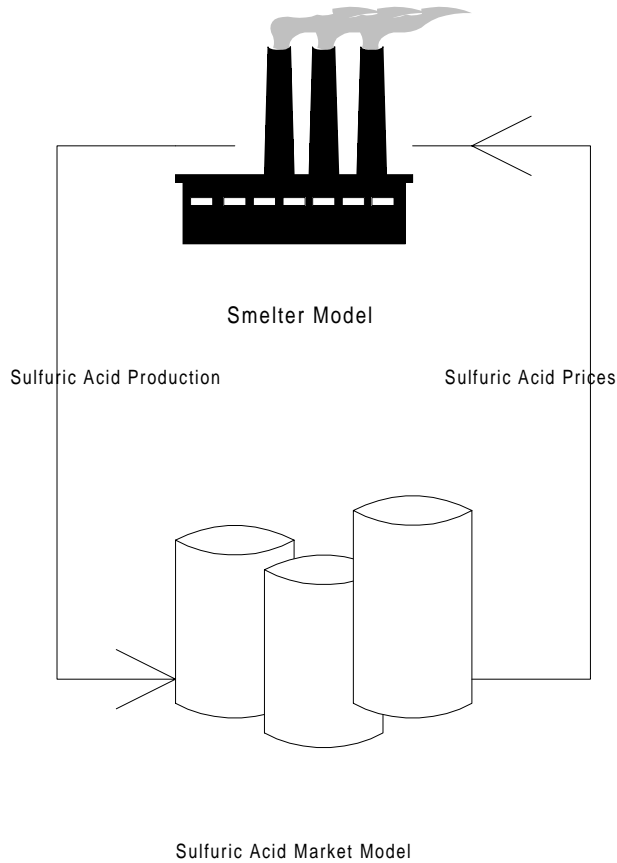 Smelter Model
Sulfuric Acid Production
Sulfuric Acid Prices
Sulfuric Acid Market Model